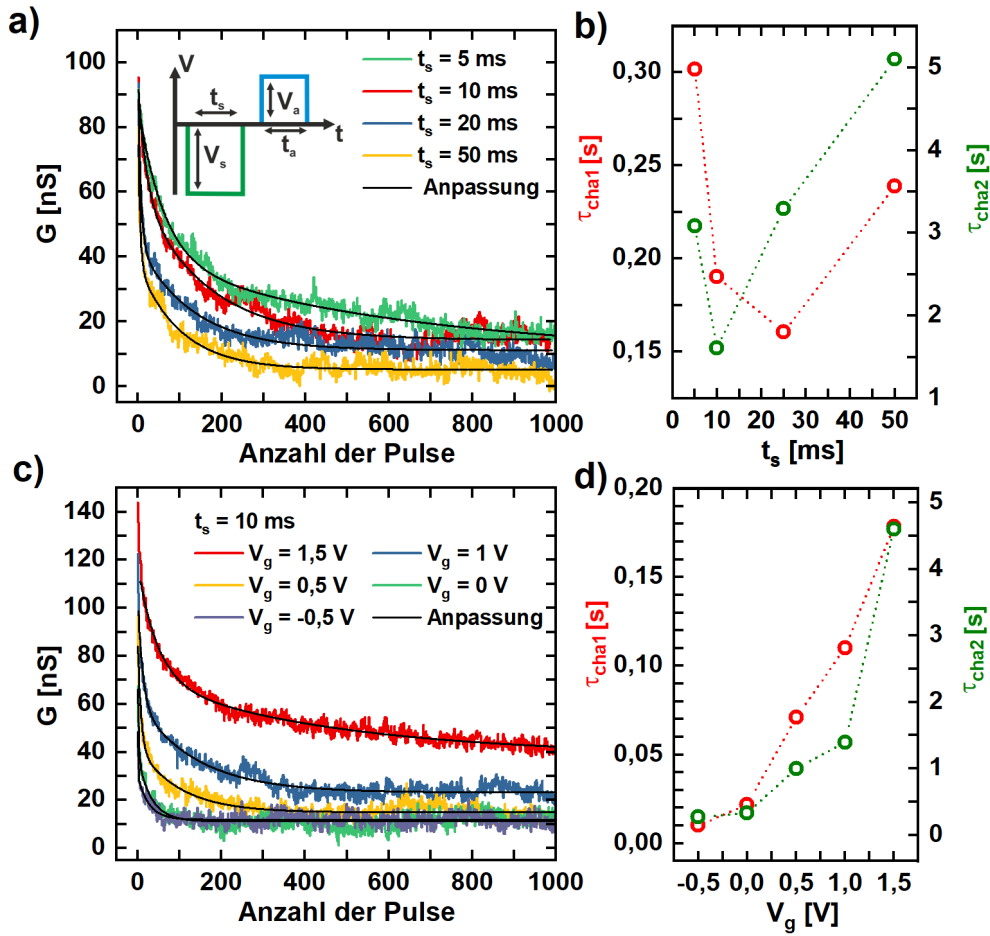 a)
100
80
60
40
20
0
G [nS]
V
t_s
V_a
t
V_s
t_a
t_s = 5 ms
t_s = 10 ms
t_s = 20 ms
t_s = 50 ms
Anpassung
0 200 400 600 800 1000
Anzahl der Pulse
b)
0,30
0,25
0,20
0,15
τ_cha1 [s]
5
4
3
2
1
τ_cha2 [s]
0 10 20 30 40 50
t_s [ms]
c)
140
120
100
80
60
40
20
0
G [nS]
t_s = 10 ms
V_g = 1,5 V V_g = 1 V
V_g = 0,5 V V_g = 0 V
V_g = -0,5 V Anpassung
0 200 400 600 800 1000
Anzahl der Pulse
d)
0,20
0,15
0,10
0,05
0,00
τ_cha1 [s]
5
4
3
2
1
0
τ_cha2 [s]
-0,5 0,0 0,5 1,0 1,5
V_g [V]